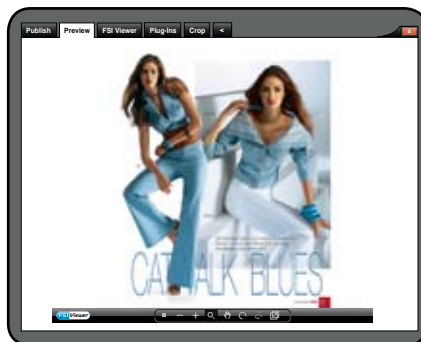 Publish Preview FSI Viewer Plug-Ins Crop <
x
CATWALK BLUES
FSI Viewer